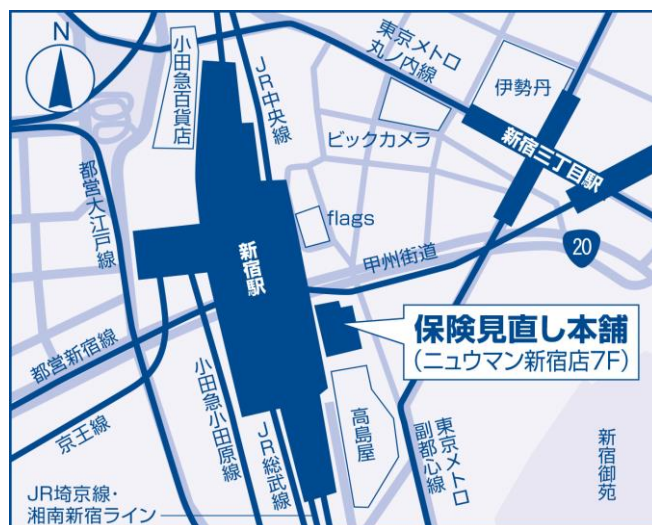 N
小田急百貨店
JR中央線
東京メトロ
丸ノ内線
伊勢丹
ビックカメラ
新宿三丁目駅
都営大江戸線
flags
新宿駅
甲州街道
20
保険見直し本舗
（ニュウマン新宿店7F）
都営新宿線
京王線
小田急小田原線
JR総武線
高島屋
東京メトロ
副都心線
新宿御苑
JR埼京線・
湘南新宿ライン